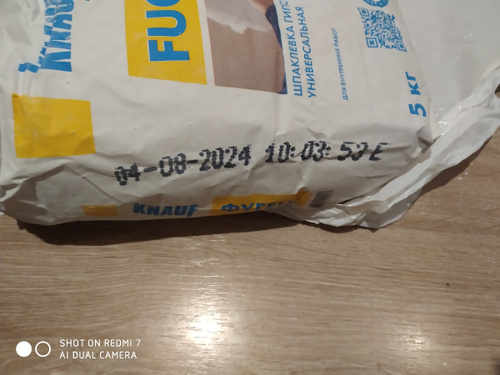 KNAUF
FUG
ШПАКЛЕВКА ГИПС
УНИВЕРСАЛЬНАЯ
ДЛЯ ВНУТРЕННИХ РАБОТ
5 кг
04-08-2024 10:03:53 E
KNAUF ФУГЕН
SHOT ON REDMI 7
AI DUAL CAMERA